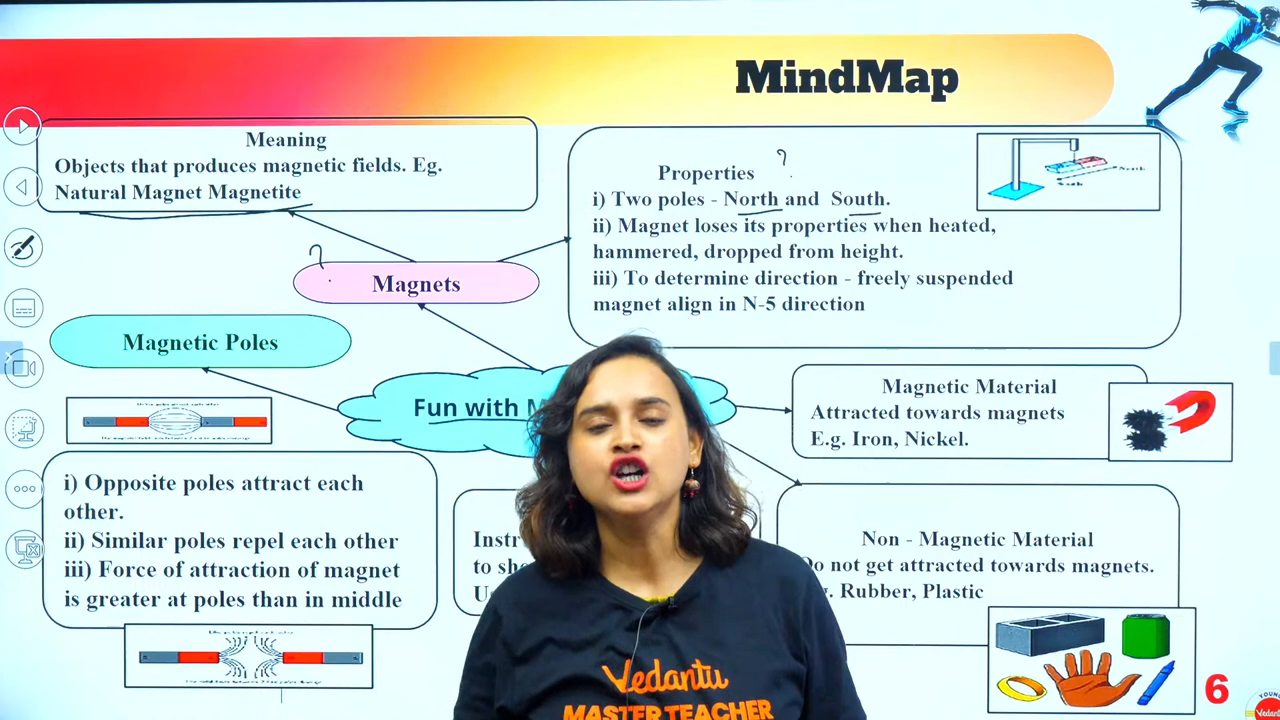 MindMap
Meaning
Objects that produces magnetic fields. Eg.
Natural Magnet Magnetite
Properties ?
i) Two poles - North and South.
ii) Magnet loses its properties when heated,
hammered, dropped from height.
iii) To determine direction - freely suspended
magnet align in N-5 direction
?
Magnets
Magnetic Poles
Fun with
Magnetic Material
Attracted towards magnets
E.g. Iron, Nickel.
i) Opposite poles attract each
other.
ii) Similar poles repel each other
iii) Force of attraction of magnet
is greater at poles than in middle
to
Non - Magnetic Material
Do not get attracted towards magnets.
Rubber, Plastic
Vedantu
MASTER TEACHER
6
YOUNG
Vedantu